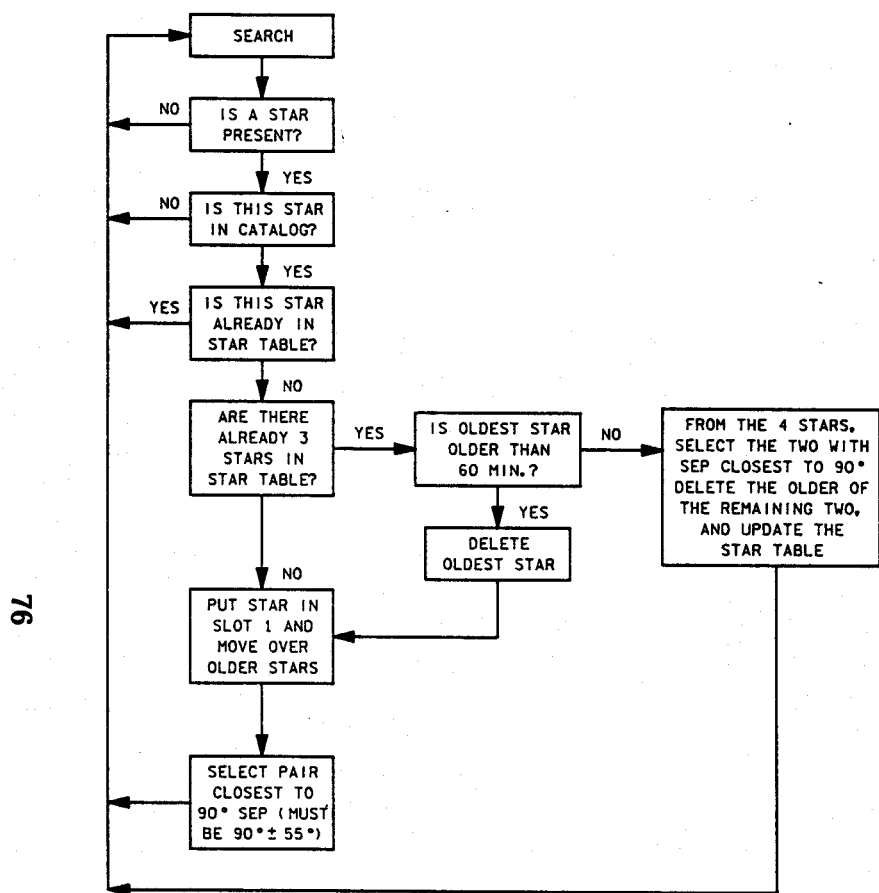 SEARCH
NO
IS A STAR
PRESENT?
YES
NO
IS THIS STAR
IN CATALOG?
YES
YES
IS THIS STAR
ALREADY IN
STAR TABLE?
NO
ARE THERE
ALREADY 3
STARS IN
STAR TABLE?
YES
IS OLDEST STAR
OLDER THAN
60 MIN.?
NO
FROM THE 4 STARS,
SELECT THE TWO WITH
SEP CLOSEST TO 90°
DELETE THE OLDER OF
THE REMAINING TWO,
AND UPDATE THE
STAR TABLE
YES
DELETE
OLDEST STAR
NO
PUT STAR IN
SLOT 1 AND
MOVE OVER
OLDER STARS
SELECT PAIR
CLOSEST TO
90° SEP (MUST
BE 90° ± 55°)
76